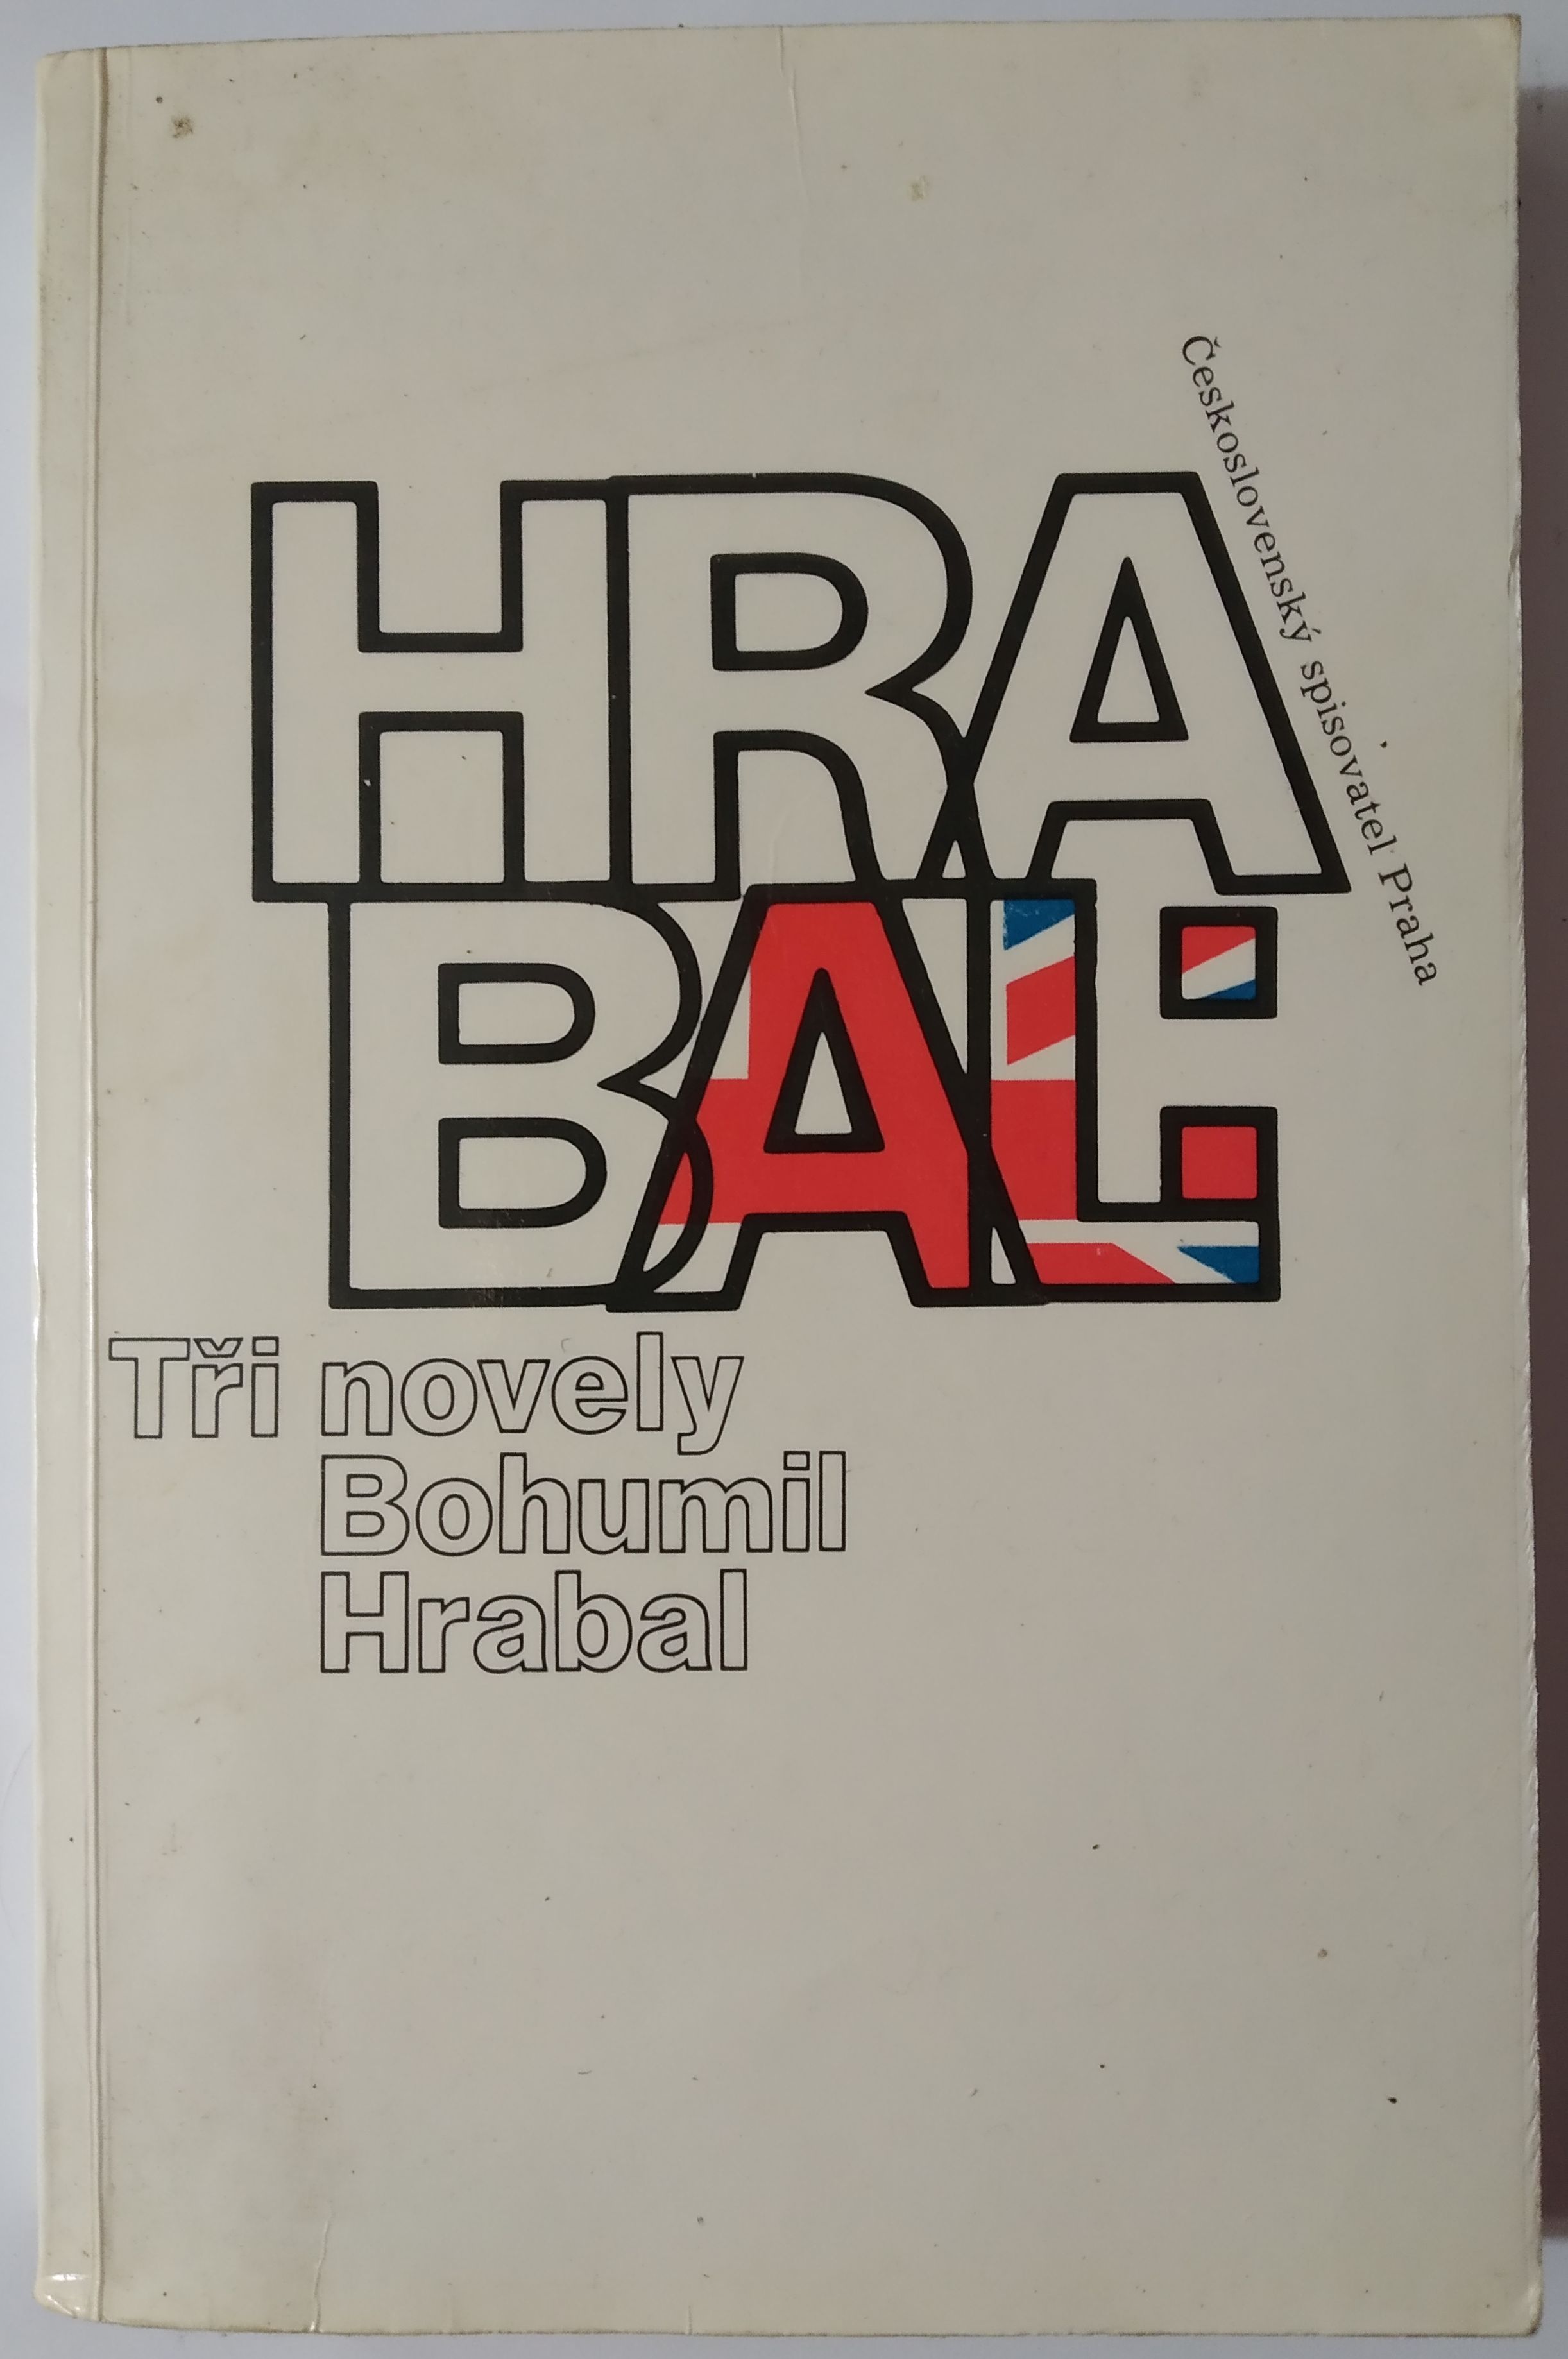 HRA
BAL
Československý spisovatel Praha
Tři novely
Bohumil
Hrabal